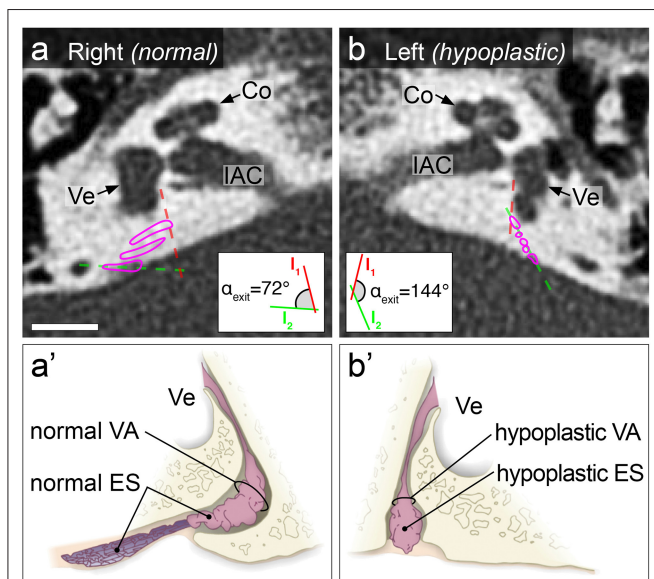 a Right (normal)
Co
IAC
Ve
αexit=72°
l1
l2
b Left (hypoplastic)
Co
IAC
Ve
l1
αexit=144°
l2
a'
Ve
normal VA
normal ES
b'
Ve
hypoplastic VA
hypoplastic ES